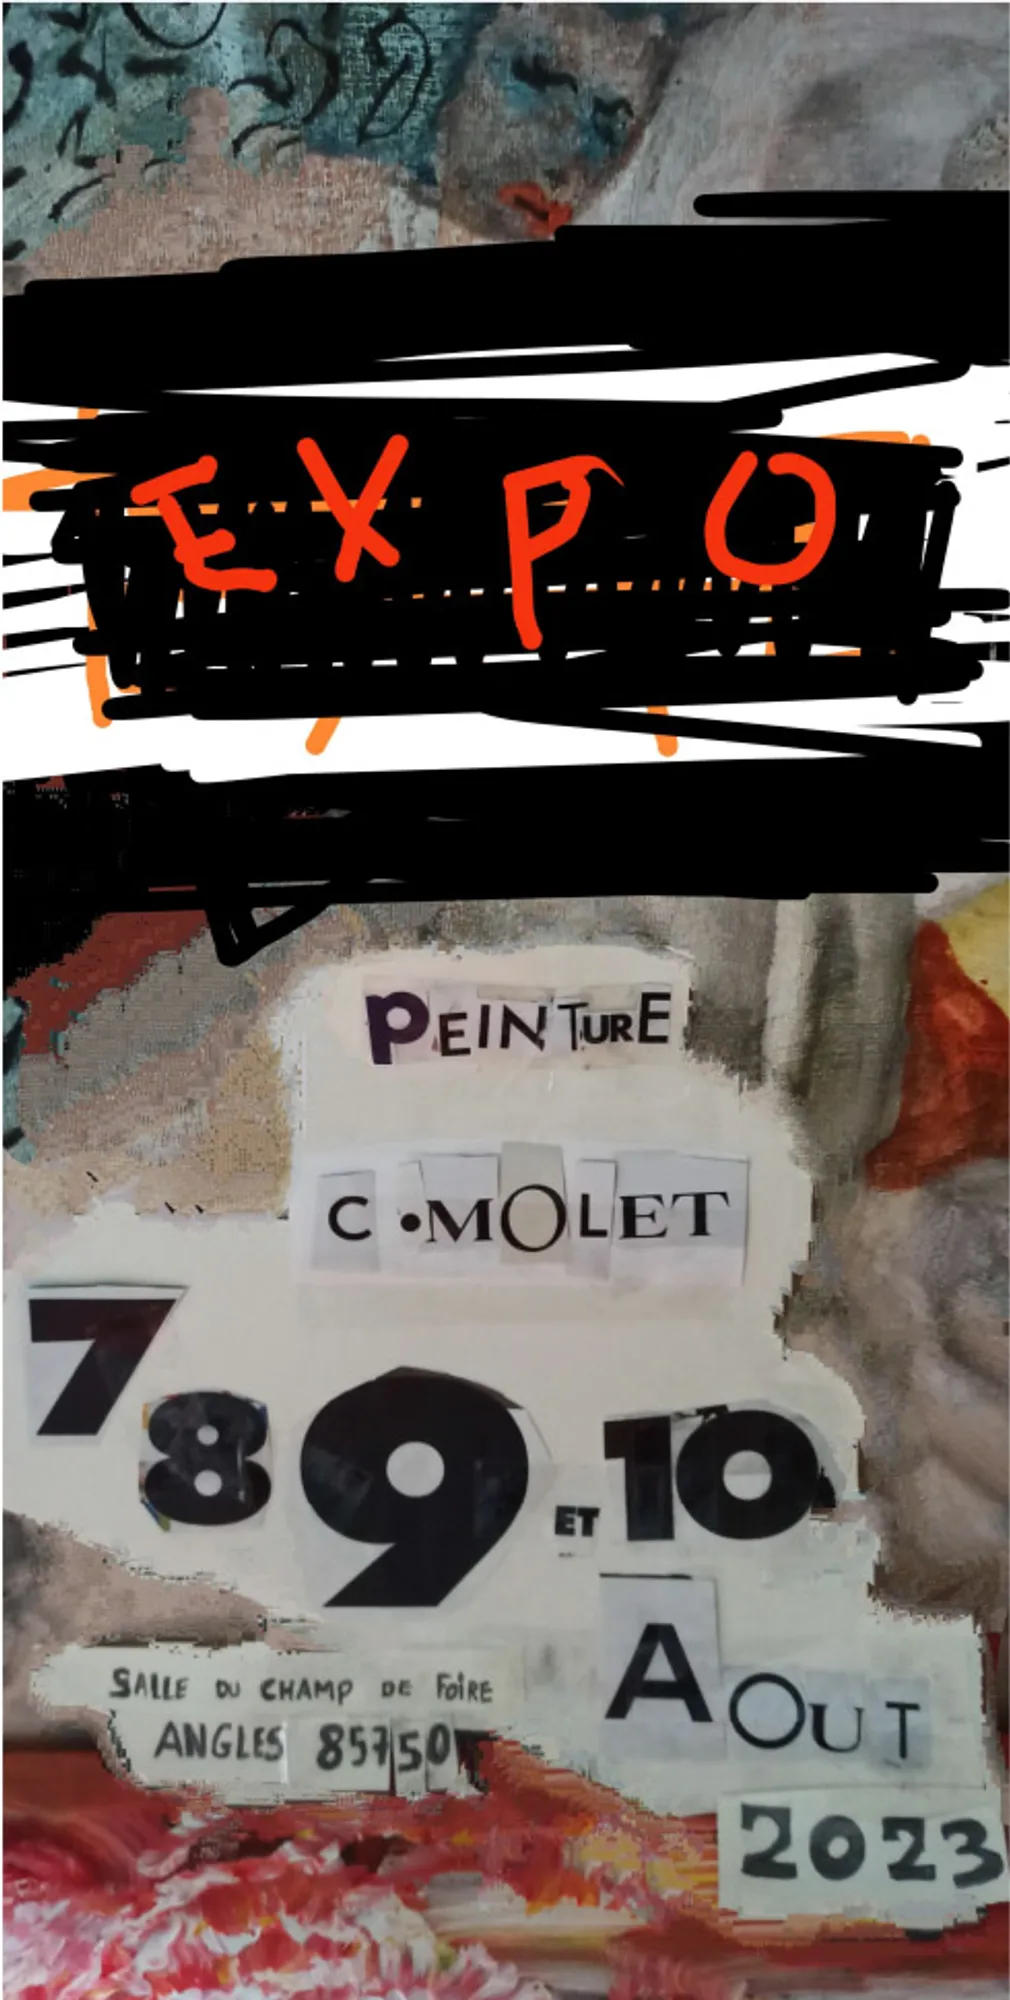 EXPO
PEINTURE
C.MOLET
7 8 9 ET 10
AOUT
SALLE DU CHAMP DE FOIRE
ANGLES 85750
2023